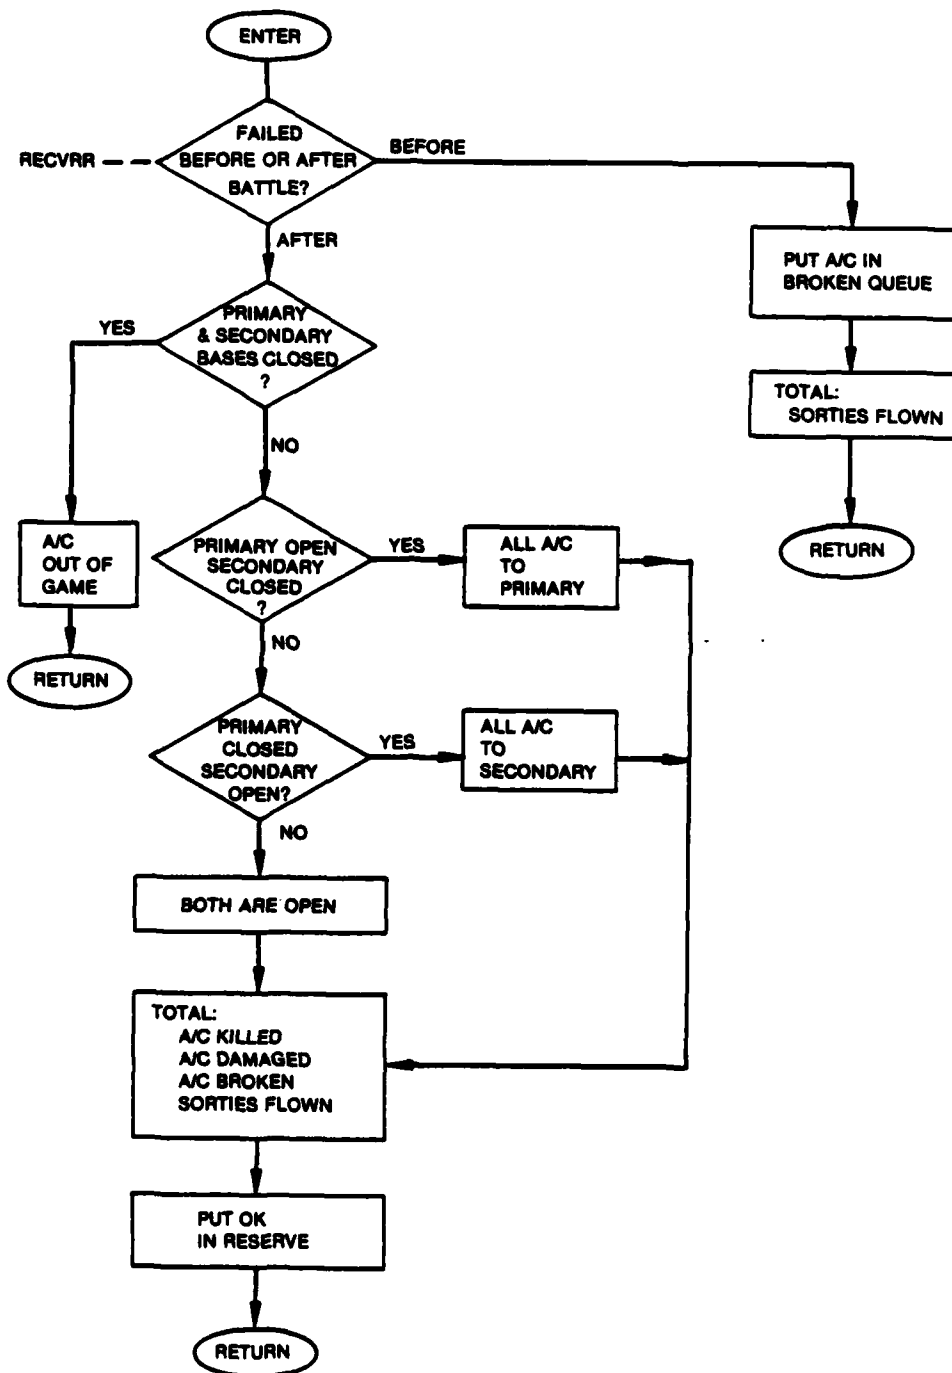 ENTER
FAILED
RECVRR
BEFORE OR AFTER
BEFORE
BATTLE?
AFTER
PUT A/C IN
BROKEN QUEUE
PRIMARY
YES
& SECONDARY
BASES CLOSED
?
TOTAL:
SORTIES FLOWN
NO
A/C
OUT OF
GAME
PRIMARY OPEN
SECONDARY
CLOSED
?
YES
ALL A/C
TO
PRIMARY
RETURN
NO
RETURN
PRIMARY
CLOSED
SECONDARY
OPEN?
YES
ALL A/C
TO
SECONDARY
NO
BOTH ARE OPEN
TOTAL:
A/C KILLED
A/C DAMAGED
A/C BROKEN
SORTIES FLOWN
PUT OK
IN RESERVE
RETURN